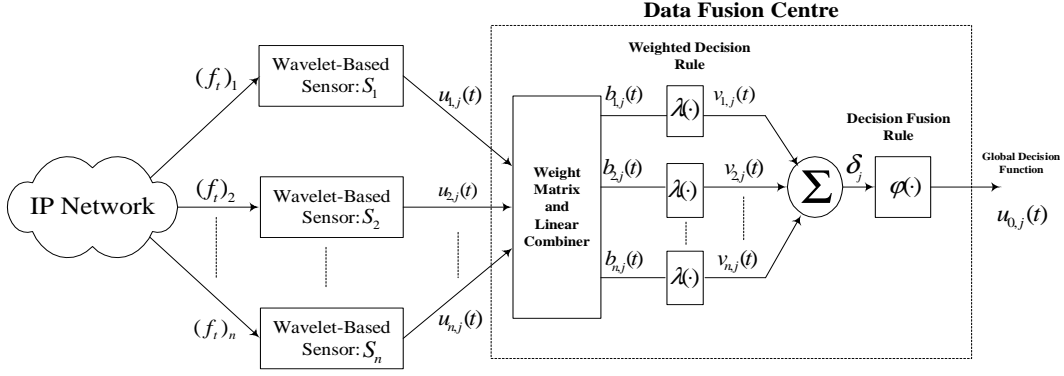 Data Fusion Centre
IP Network
(f_t)_1
(f_t)_2
(f_t)_n
Wavelet-Based
Sensor: S_1
Wavelet-Based
Sensor: S_2
Wavelet-Based
Sensor: S_n
u_{1,j}(t)
u_{2,j}(t)
u_{n,j}(t)
Weight
Matrix
and
Linear
Combiner
Weighted Decision
Rule
b_{1,j}(t)
λ(·)
v_{1,j}(t)
b_{2,j}(t)
λ(·)
v_{2,j}(t)
b_{n,j}(t)
λ(·)
v_{n,j}(t)
Σ
δ_j
Decision Fusion
Rule
φ(·)
Global Decision
Function
u_{0,j}(t)